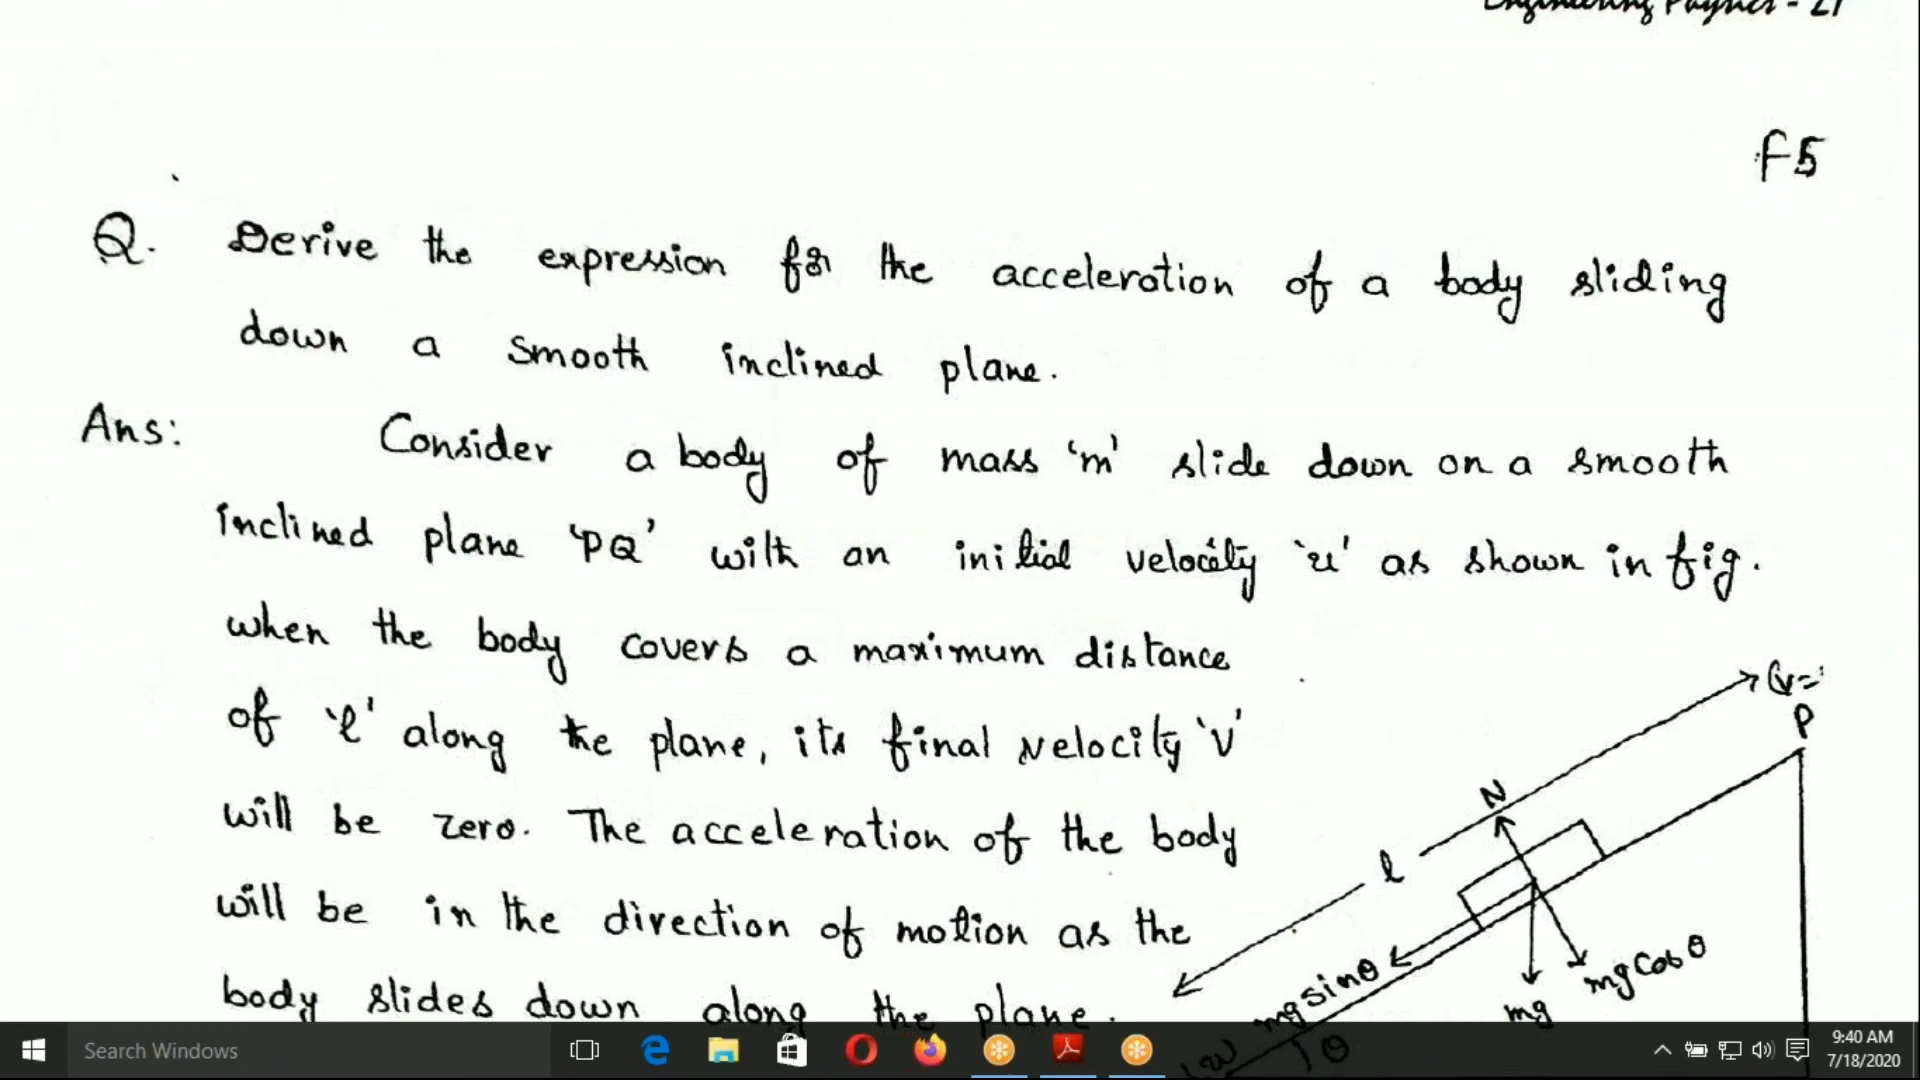 Engineering Physics - 21
F5
Q. Derive the expression for the acceleration of a body sliding
down a smooth inclined plane.
Ans: Consider a body of mass 'm' slide down on a smooth
inclined plane 'PQ' with an initial velocity 'u' as shown in fig.
when the body covers a maximum distance
of 'l' along the plane, its final velocity 'v'
will be zero. The acceleration of the body
will be in the direction of motion as the
body slides down along the plane.
(v=
P
N
l
mg sinθ
mg cosθ
mg
θ
Search Windows
9:40 AM
7/18/2020